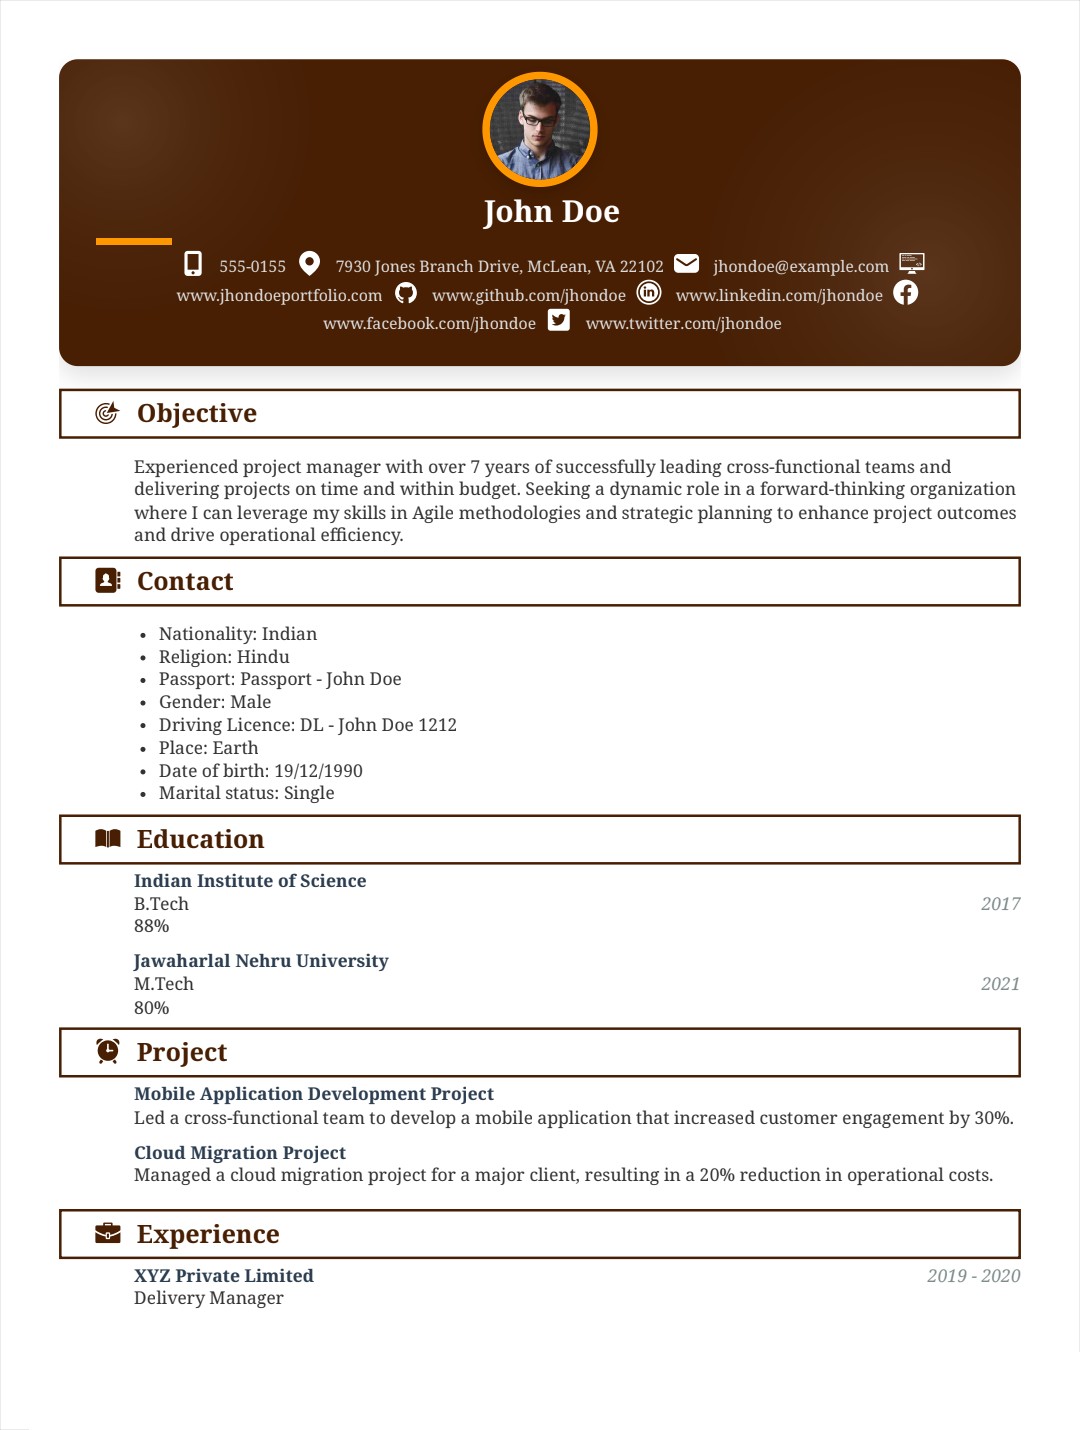 John Doe
555-0155 7930 Jones Branch Drive, McLean, VA 22102 jhondoe@example.com
www.jhondoeportfolio.com www.github.com/jhondoe www.linkedin.com/jhondoe
www.facebook.com/jhondoe www.twitter.com/jhondoe
Objective
Experienced project manager with over 7 years of successfully leading cross-functional teams and
delivering projects on time and within budget. Seeking a dynamic role in a forward-thinking organization
where I can leverage my skills in Agile methodologies and strategic planning to enhance project outcomes
and drive operational efficiency.
Contact
• Nationality: Indian
• Religion: Hindu
• Passport: Passport - John Doe
• Gender: Male
• Driving Licence: DL - John Doe 1212
• Place: Earth
• Date of birth: 19/12/1990
• Marital status: Single
Education
Indian Institute of Science
B.Tech 2017
88%
Jawaharlal Nehru University
M.Tech 2021
80%
Project
Mobile Application Development Project
Led a cross-functional team to develop a mobile application that increased customer engagement by 30%.
Cloud Migration Project
Managed a cloud migration project for a major client, resulting in a 20% reduction in operational costs.
Experience
XYZ Private Limited 2019 - 2020
Delivery Manager